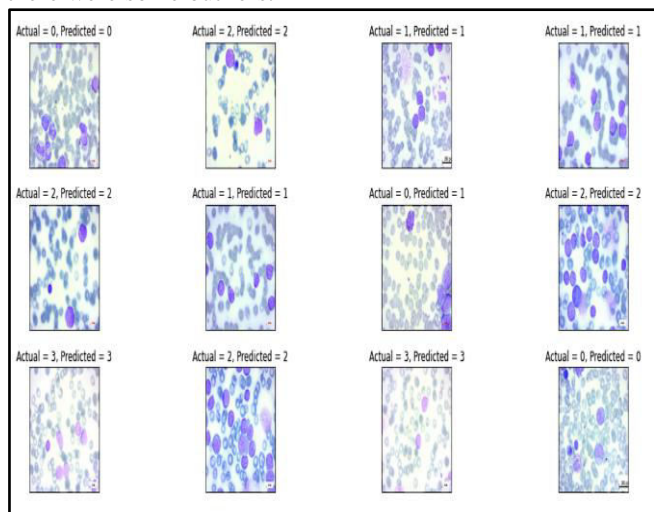 Actual = 0, Predicted = 0
Actual = 2, Predicted = 2
Actual = 1, Predicted = 1
Actual = 1, Predicted = 1
Actual = 2, Predicted = 2
Actual = 1, Predicted = 1
Actual = 0, Predicted = 1
Actual = 2, Predicted = 2
Actual = 3, Predicted = 3
Actual = 2, Predicted = 2
Actual = 3, Predicted = 3
Actual = 0, Predicted = 0